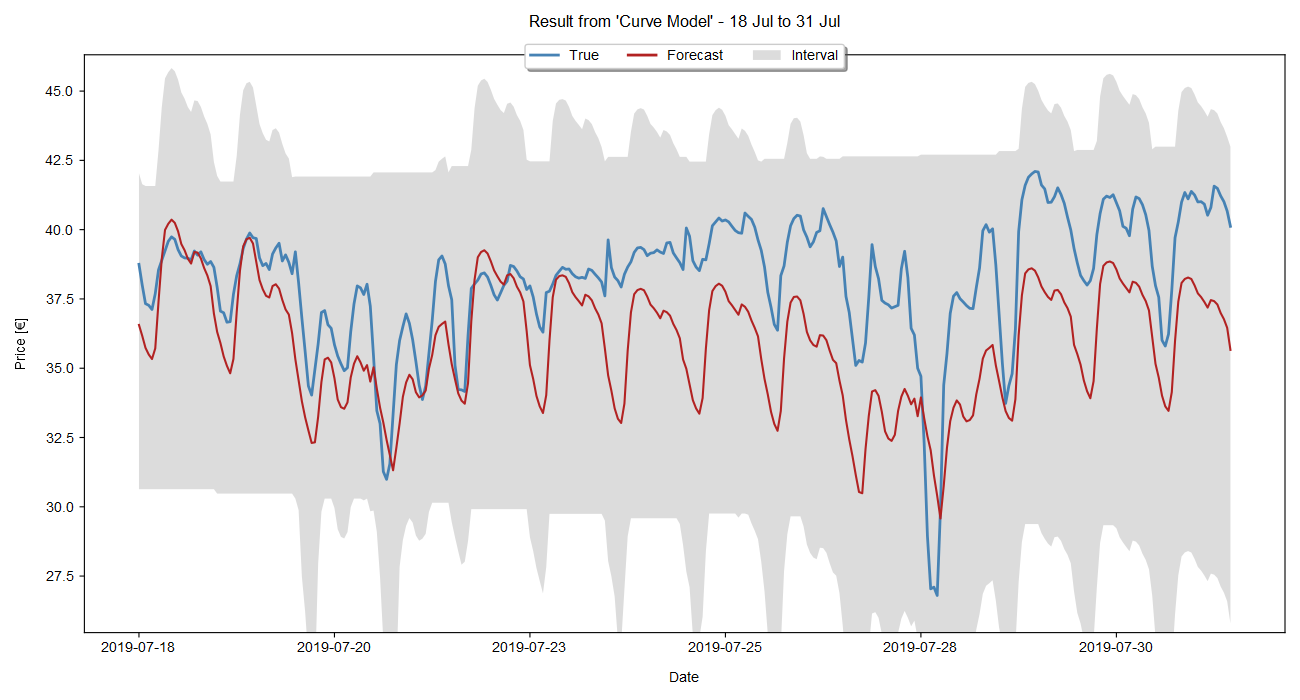 Result from 'Curve Model' - 18 Jul to 31 Jul
True Forecast Interval
45.0
42.5
40.0
37.5
35.0
32.5
30.0
27.5
Price [€]
2019-07-18 2019-07-20 2019-07-23 2019-07-25 2019-07-28 2019-07-30
Date